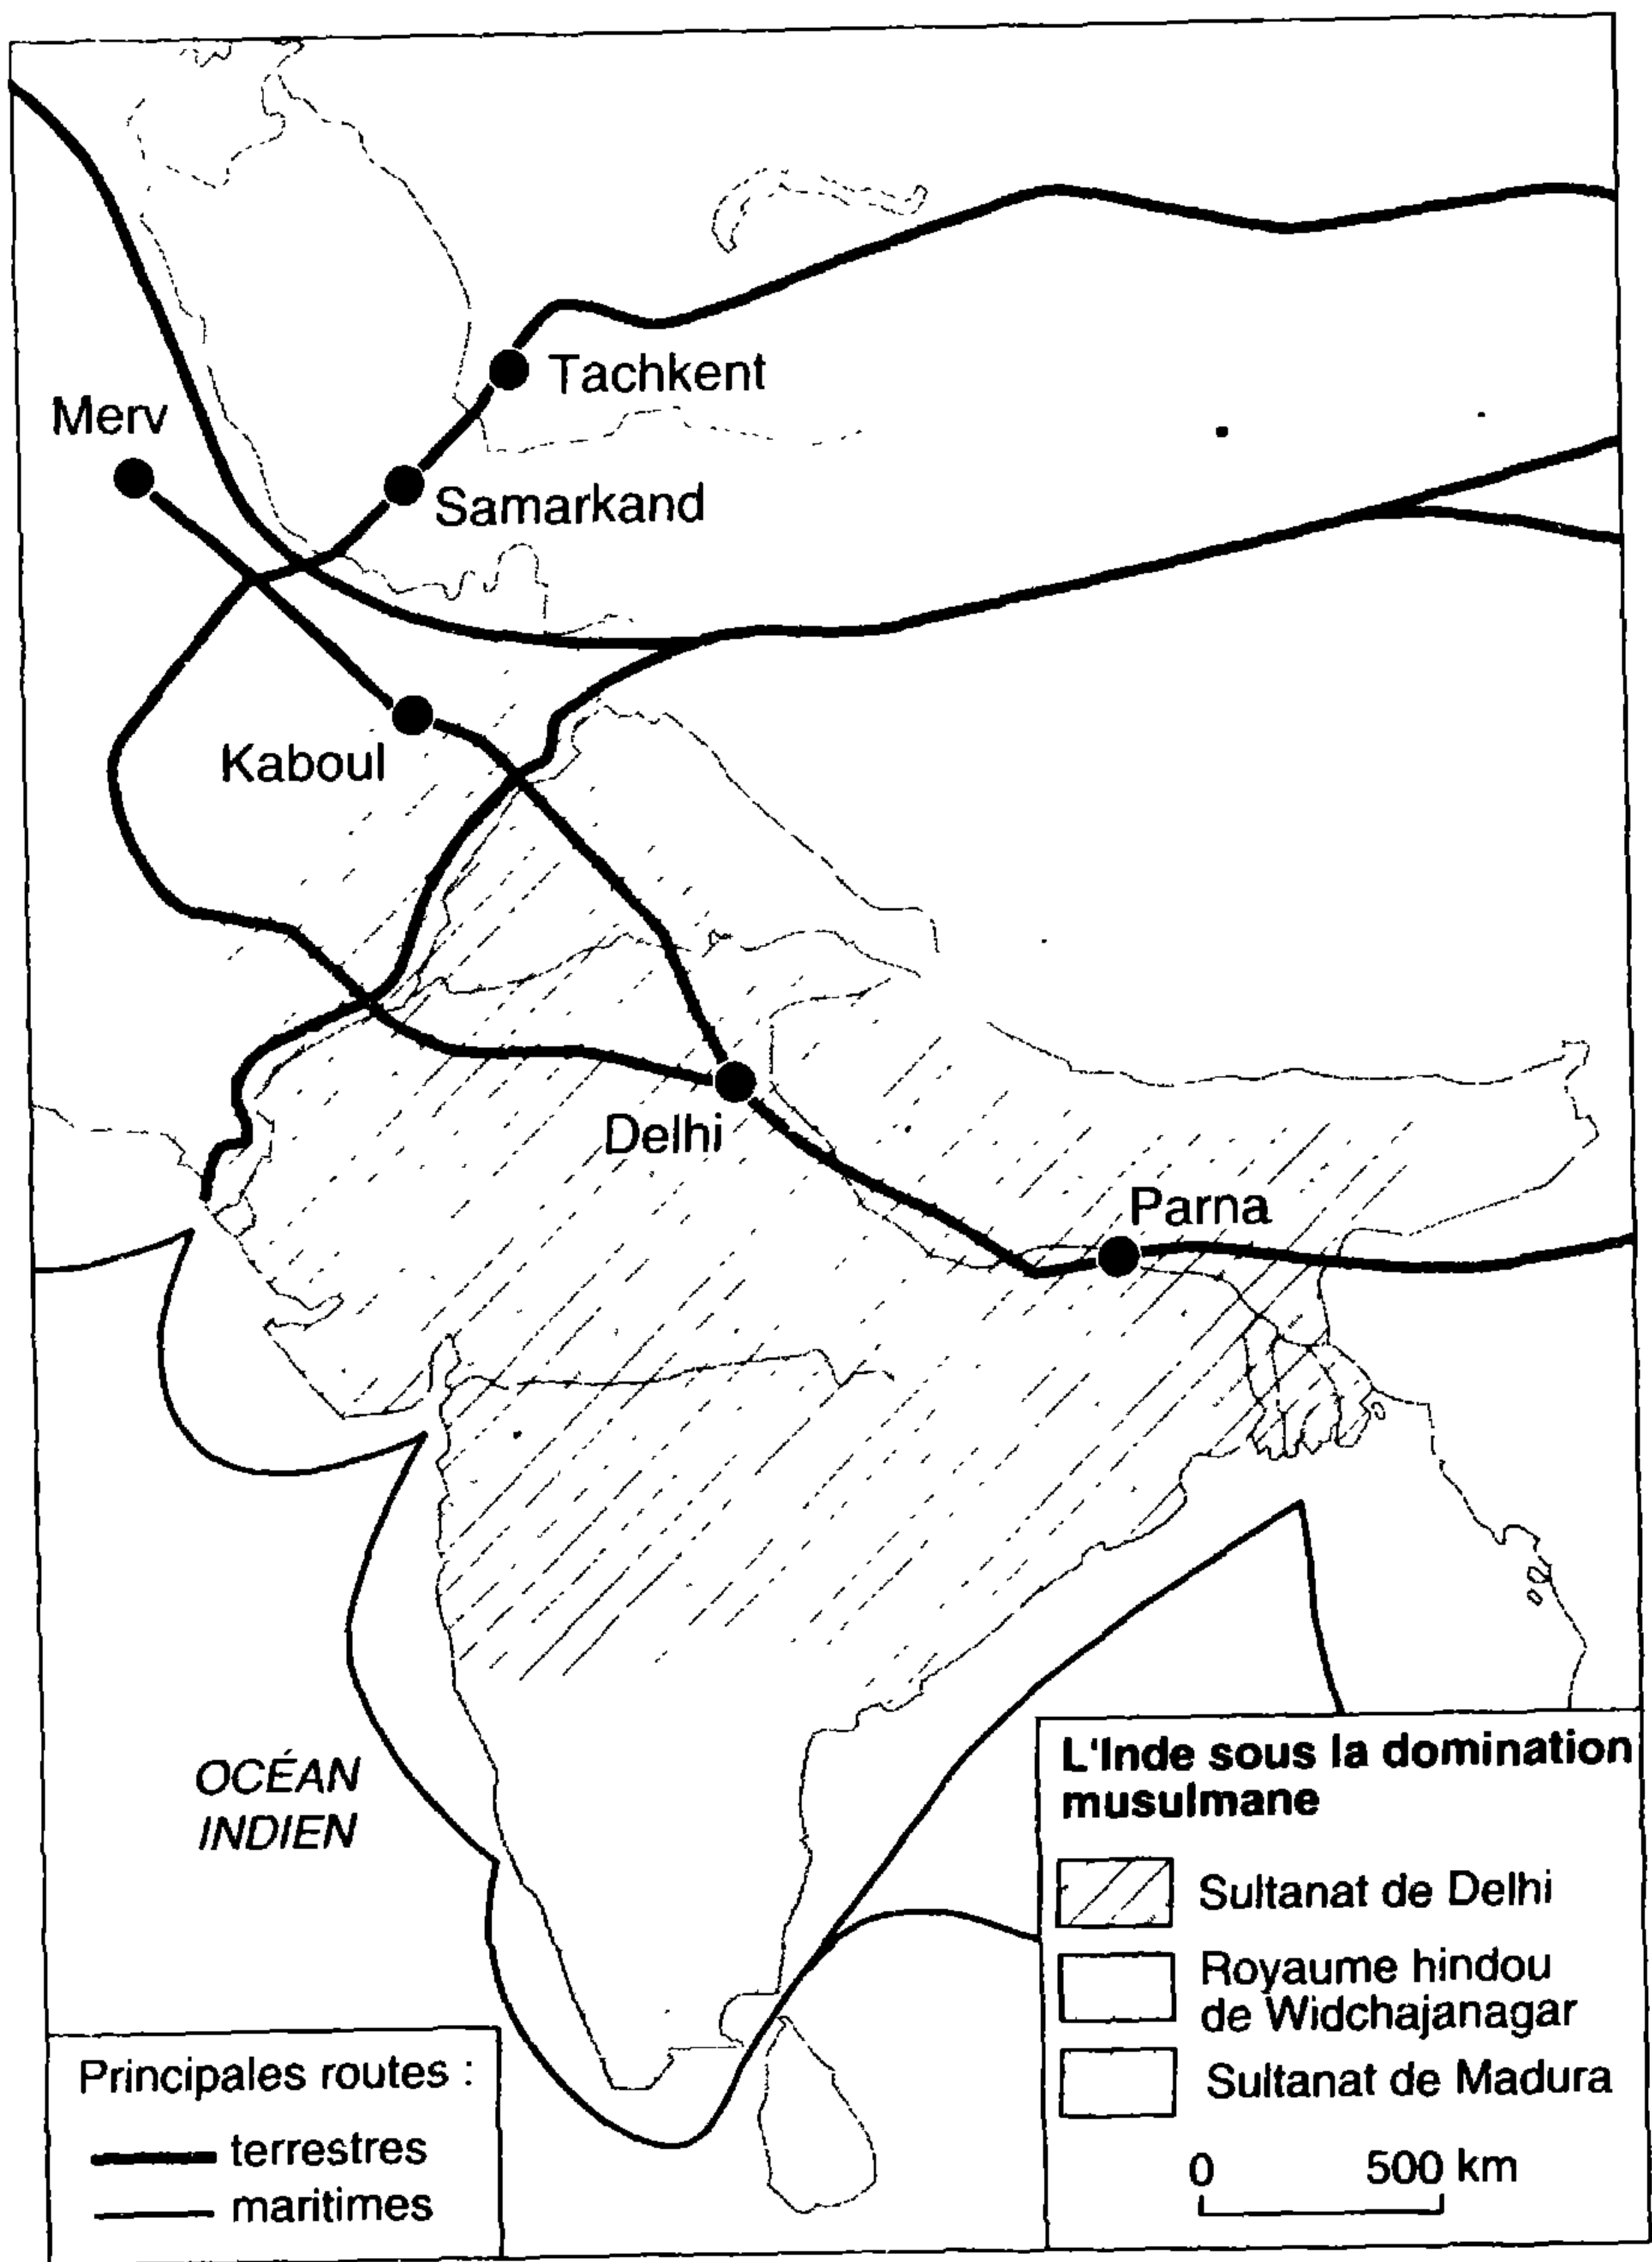 Tachkent
Merv
Samarkand
Kaboul
Delhi
Parna
OCÉAN
INDIEN
L'Inde sous la domination
musulmane
Sultanat de Delhi
Royaume hindou
de Widchajanagar
Sultanat de Madura
0 500 km
Principales routes :
terrestres
maritimes